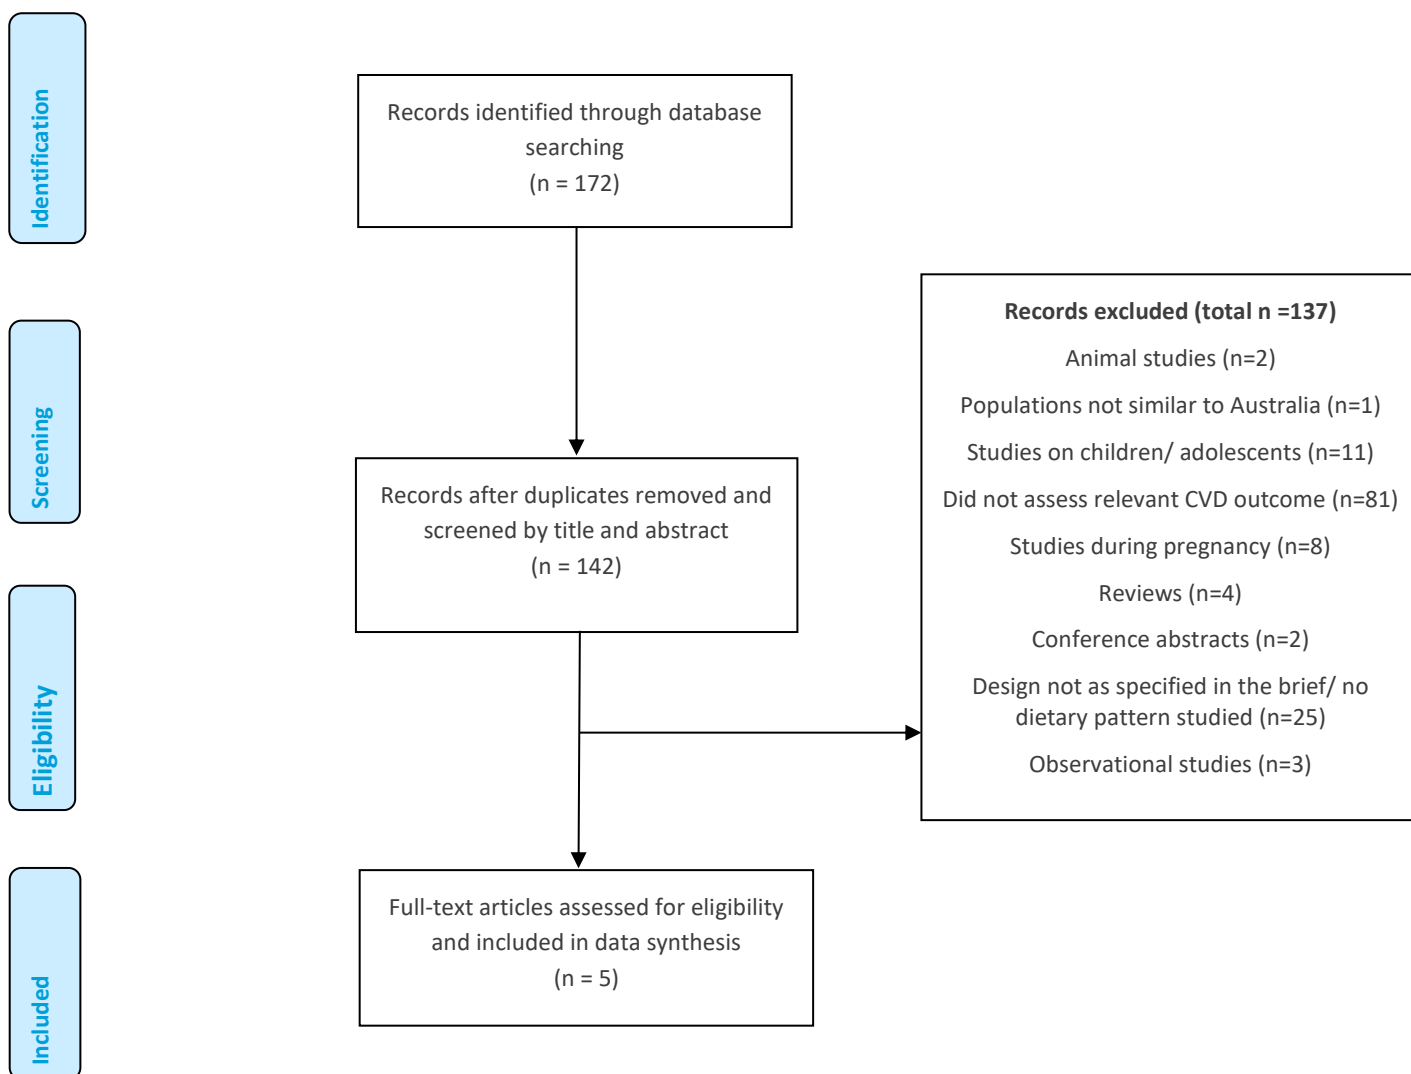 Identification
Records identified through database
searching
(n = 172)
Screening
Records after duplicates removed and
screened by title and abstract
(n = 142)
Records excluded (total n =137)
Animal studies (n=2)
Populations not similar to Australia (n=1)
Studies on children/ adolescents (n=11)
Did not assess relevant CVD outcome (n=81)
Studies during pregnancy (n=8)
Reviews (n=4)
Conference abstracts (n=2)
Design not as specified in the brief/ no
dietary pattern studied (n=25)
Observational studies (n=3)
Eligibility
Included
Full-text articles assessed for eligibility
and included in data synthesis
(n = 5)